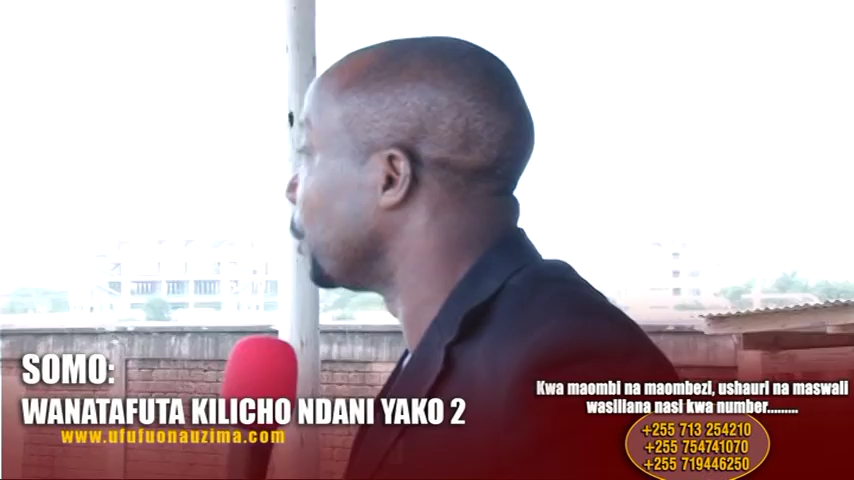 SOMO:
WANATAFUTA KILICHO NDANI YAKO 2
www.ufufuonauzima.com
Kwa maombi na maombezi, ushauri na maswali
wasiliana nasi kwa number.........
+255 713 254210
+255 754741070
+255 719446250